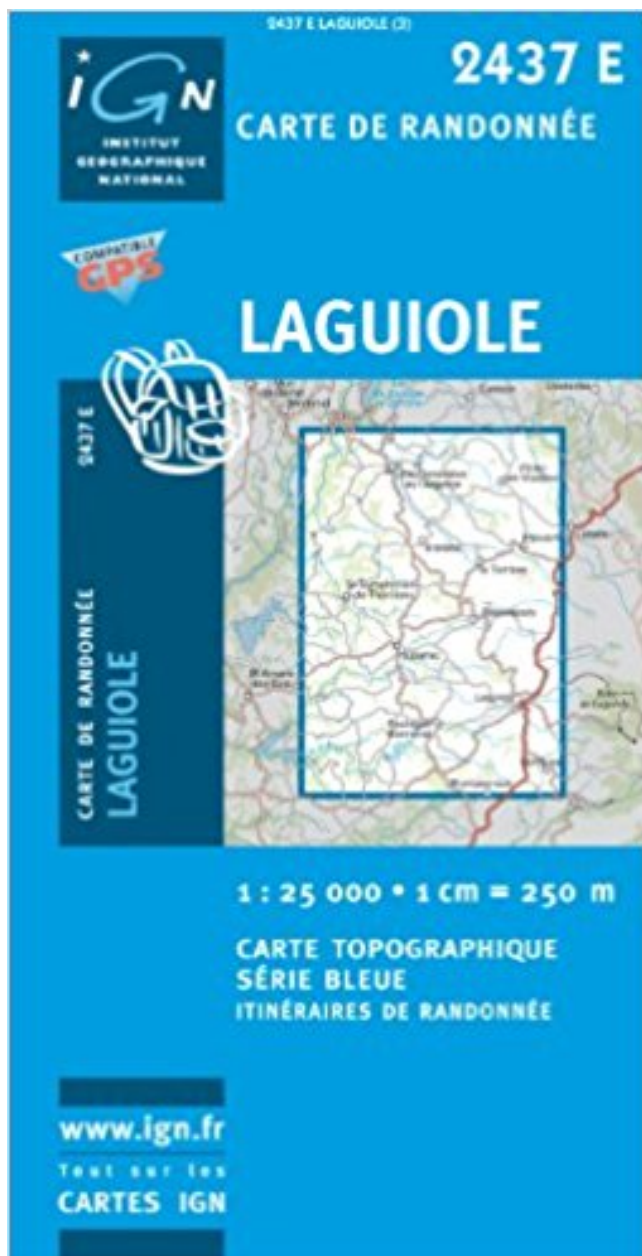 2437 E LAGUIOLE (2)
2437 E
IGN
INSTITUT
GEOGRAPHIQUE
NATIONAL
CARTE DE RANDONNÉE
COMPATIBLE
GPS
LAGUIOLE
2437 E
CARTE DE RANDONNÉE
LAGUIOLE
1 : 25 000 • 1 cm = 250 m
CARTE TOPOGRAPHIQUE
SÉRIE BLEUE
ITINÉRAIRES DE RANDONNÉE
www.ign.fr
Tout sur les
CARTES IGN